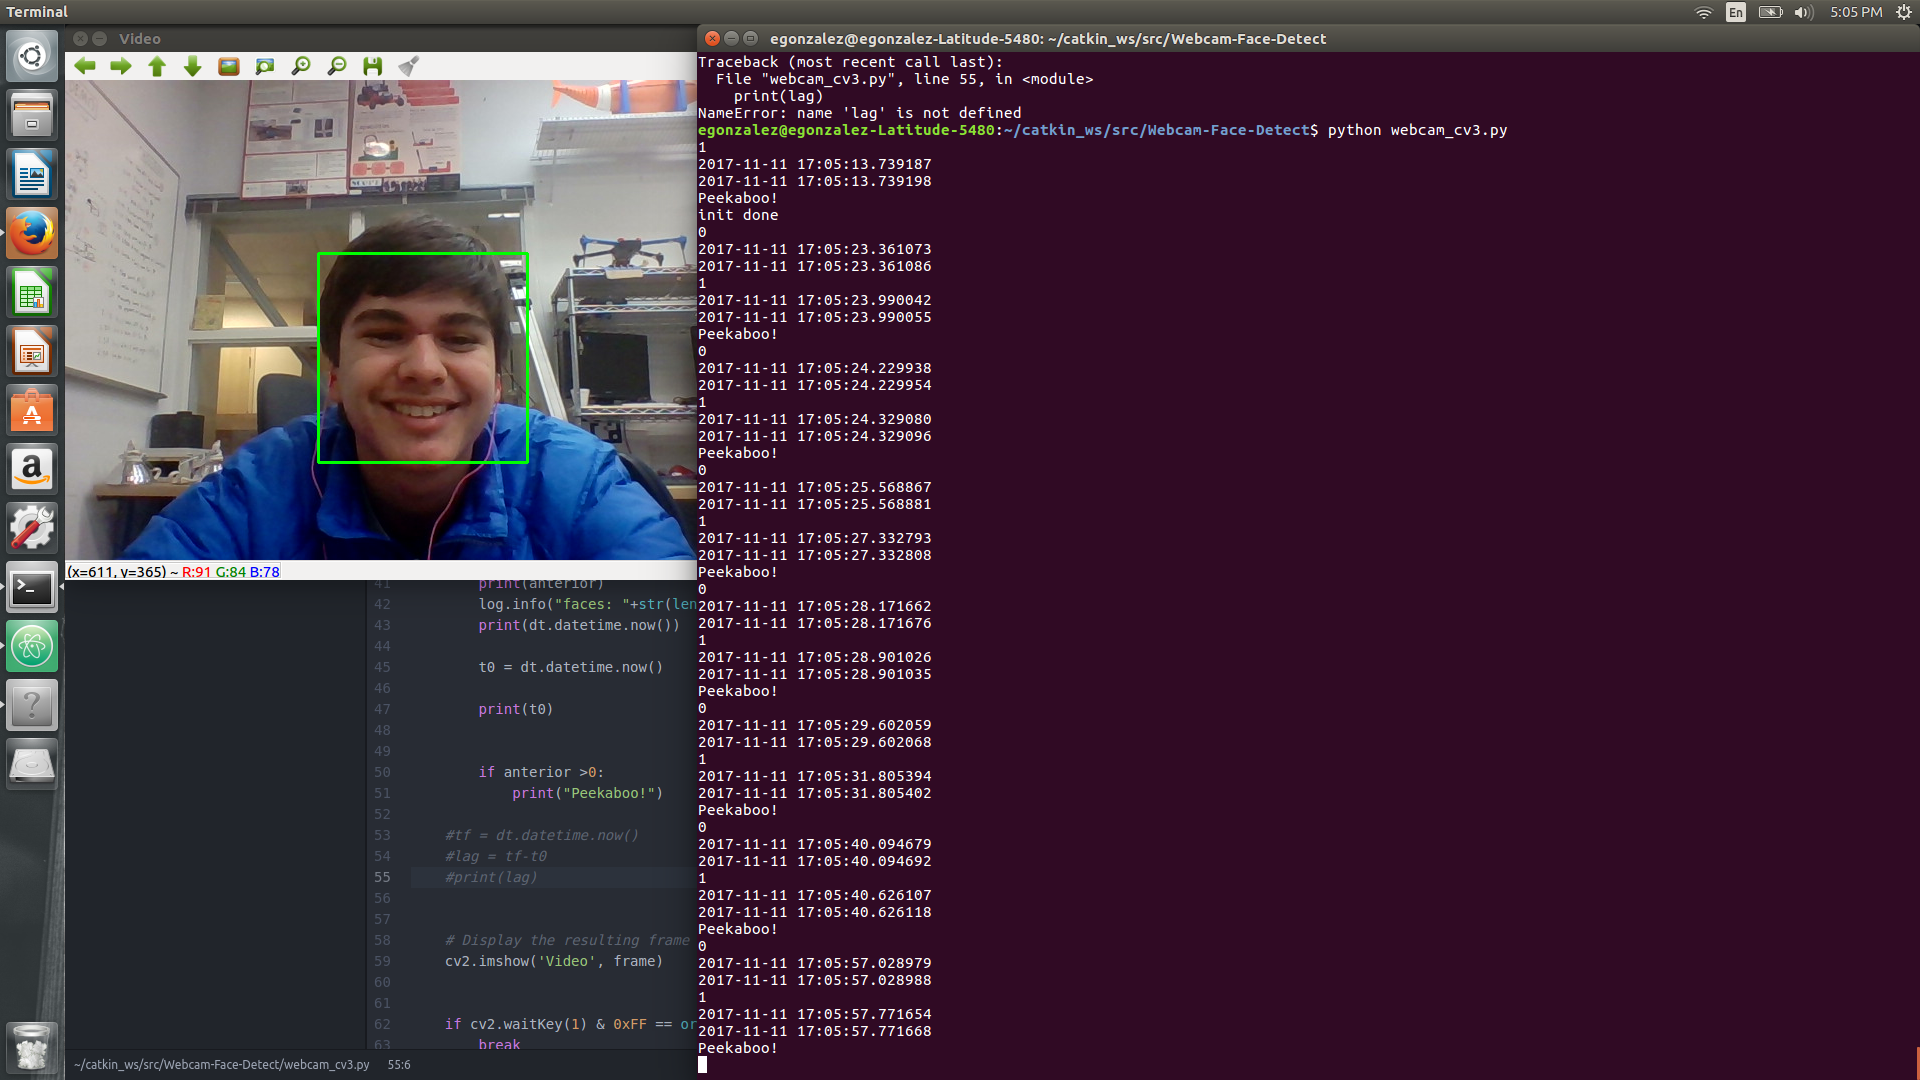 Terminal
En
5:05 PM
Video
(x=611, y=365) ~ R:91 G:84 B:78
41 print(anterior)
42 log.info("faces: "+str(len
43 print(dt.datetime.now())
44
45 t0 = dt.datetime.now()
46
47 print(t0)
48
49
50 if anterior >0:
51 print("Peekaboo!")
52
53 #tf = dt.datetime.now()
54 #lag = tf-t0
55 #print(lag)
56
57
58 # Display the resulting frame
59 cv2.imshow('Video', frame)
60
61
62 if cv2.waitKey(1) & 0xFF == or
63 break
~/catkin_ws/src/Webcam-Face-Detect/webcam_cv3.py 55:6
egonzalez@egonzalez-Latitude-5480: ~/catkin_ws/src/Webcam-Face-Detect
Traceback (most recent call last):
File "webcam_cv3.py", line 55, in <module>
print(lag)
NameError: name 'lag' is not defined
egonzalez@egonzalez-Latitude-5480:~/catkin_ws/src/Webcam-Face-Detect$ python webcam_cv3.py
1
2017-11-11 17:05:13.739187
2017-11-11 17:05:13.739198
Peekaboo!
init done
0
2017-11-11 17:05:23.361073
2017-11-11 17:05:23.361086
1
2017-11-11 17:05:23.990042
2017-11-11 17:05:23.990055
Peekaboo!
0
2017-11-11 17:05:24.229938
2017-11-11 17:05:24.229954
1
2017-11-11 17:05:24.329080
2017-11-11 17:05:24.329096
Peekaboo!
0
2017-11-11 17:05:25.568867
2017-11-11 17:05:25.568881
1
2017-11-11 17:05:27.332793
2017-11-11 17:05:27.332808
Peekaboo!
0
2017-11-11 17:05:28.171662
2017-11-11 17:05:28.171676
1
2017-11-11 17:05:28.901026
2017-11-11 17:05:28.901035
Peekaboo!
0
2017-11-11 17:05:29.602059
2017-11-11 17:05:29.602068
1
2017-11-11 17:05:31.805394
2017-11-11 17:05:31.805402
Peekaboo!
0
2017-11-11 17:05:40.094679
2017-11-11 17:05:40.094692
1
2017-11-11 17:05:40.626107
2017-11-11 17:05:40.626118
Peekaboo!
0
2017-11-11 17:05:57.028979
2017-11-11 17:05:57.028988
1
2017-11-11 17:05:57.771654
2017-11-11 17:05:57.771668
Peekaboo!